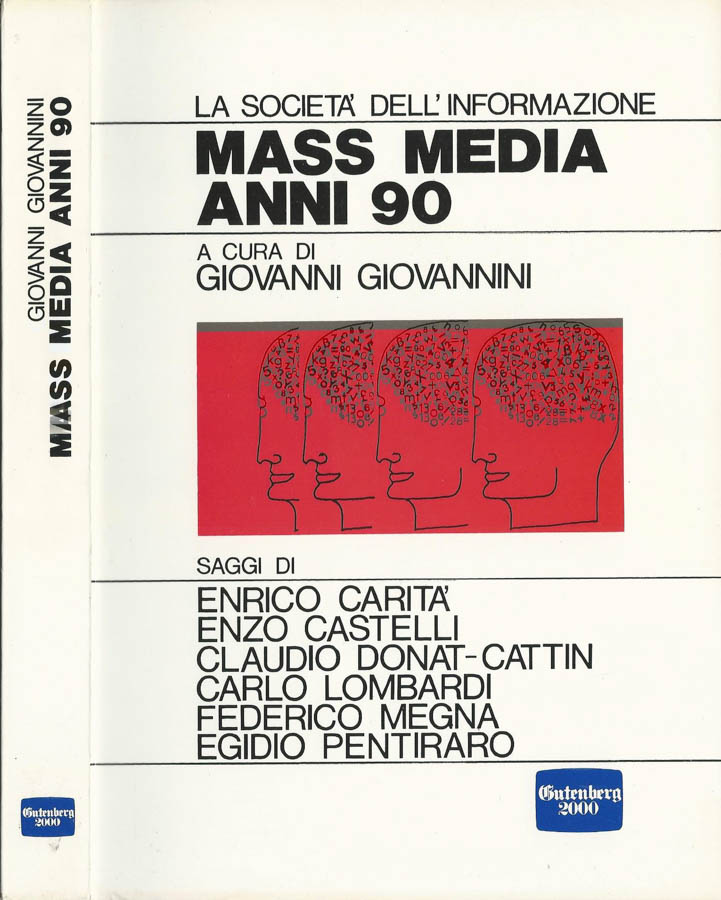 GIOVANNI GIOVANNINI
MASS MEDIA ANNI 90
Gutenberg
2000
LA SOCIETA' DELL'INFORMAZIONE
MASS MEDIA
ANNI 90
A CURA DI
GIOVANNI GIOVANNINI
SAGGI DI
ENRICO CARITA'
ENZO CASTELLI
CLAUDIO DONAT-CATTIN
CARLO LOMBARDI
FEDERICO MEGNA
EGIDIO PENTIRARO
Gutenberg
2000